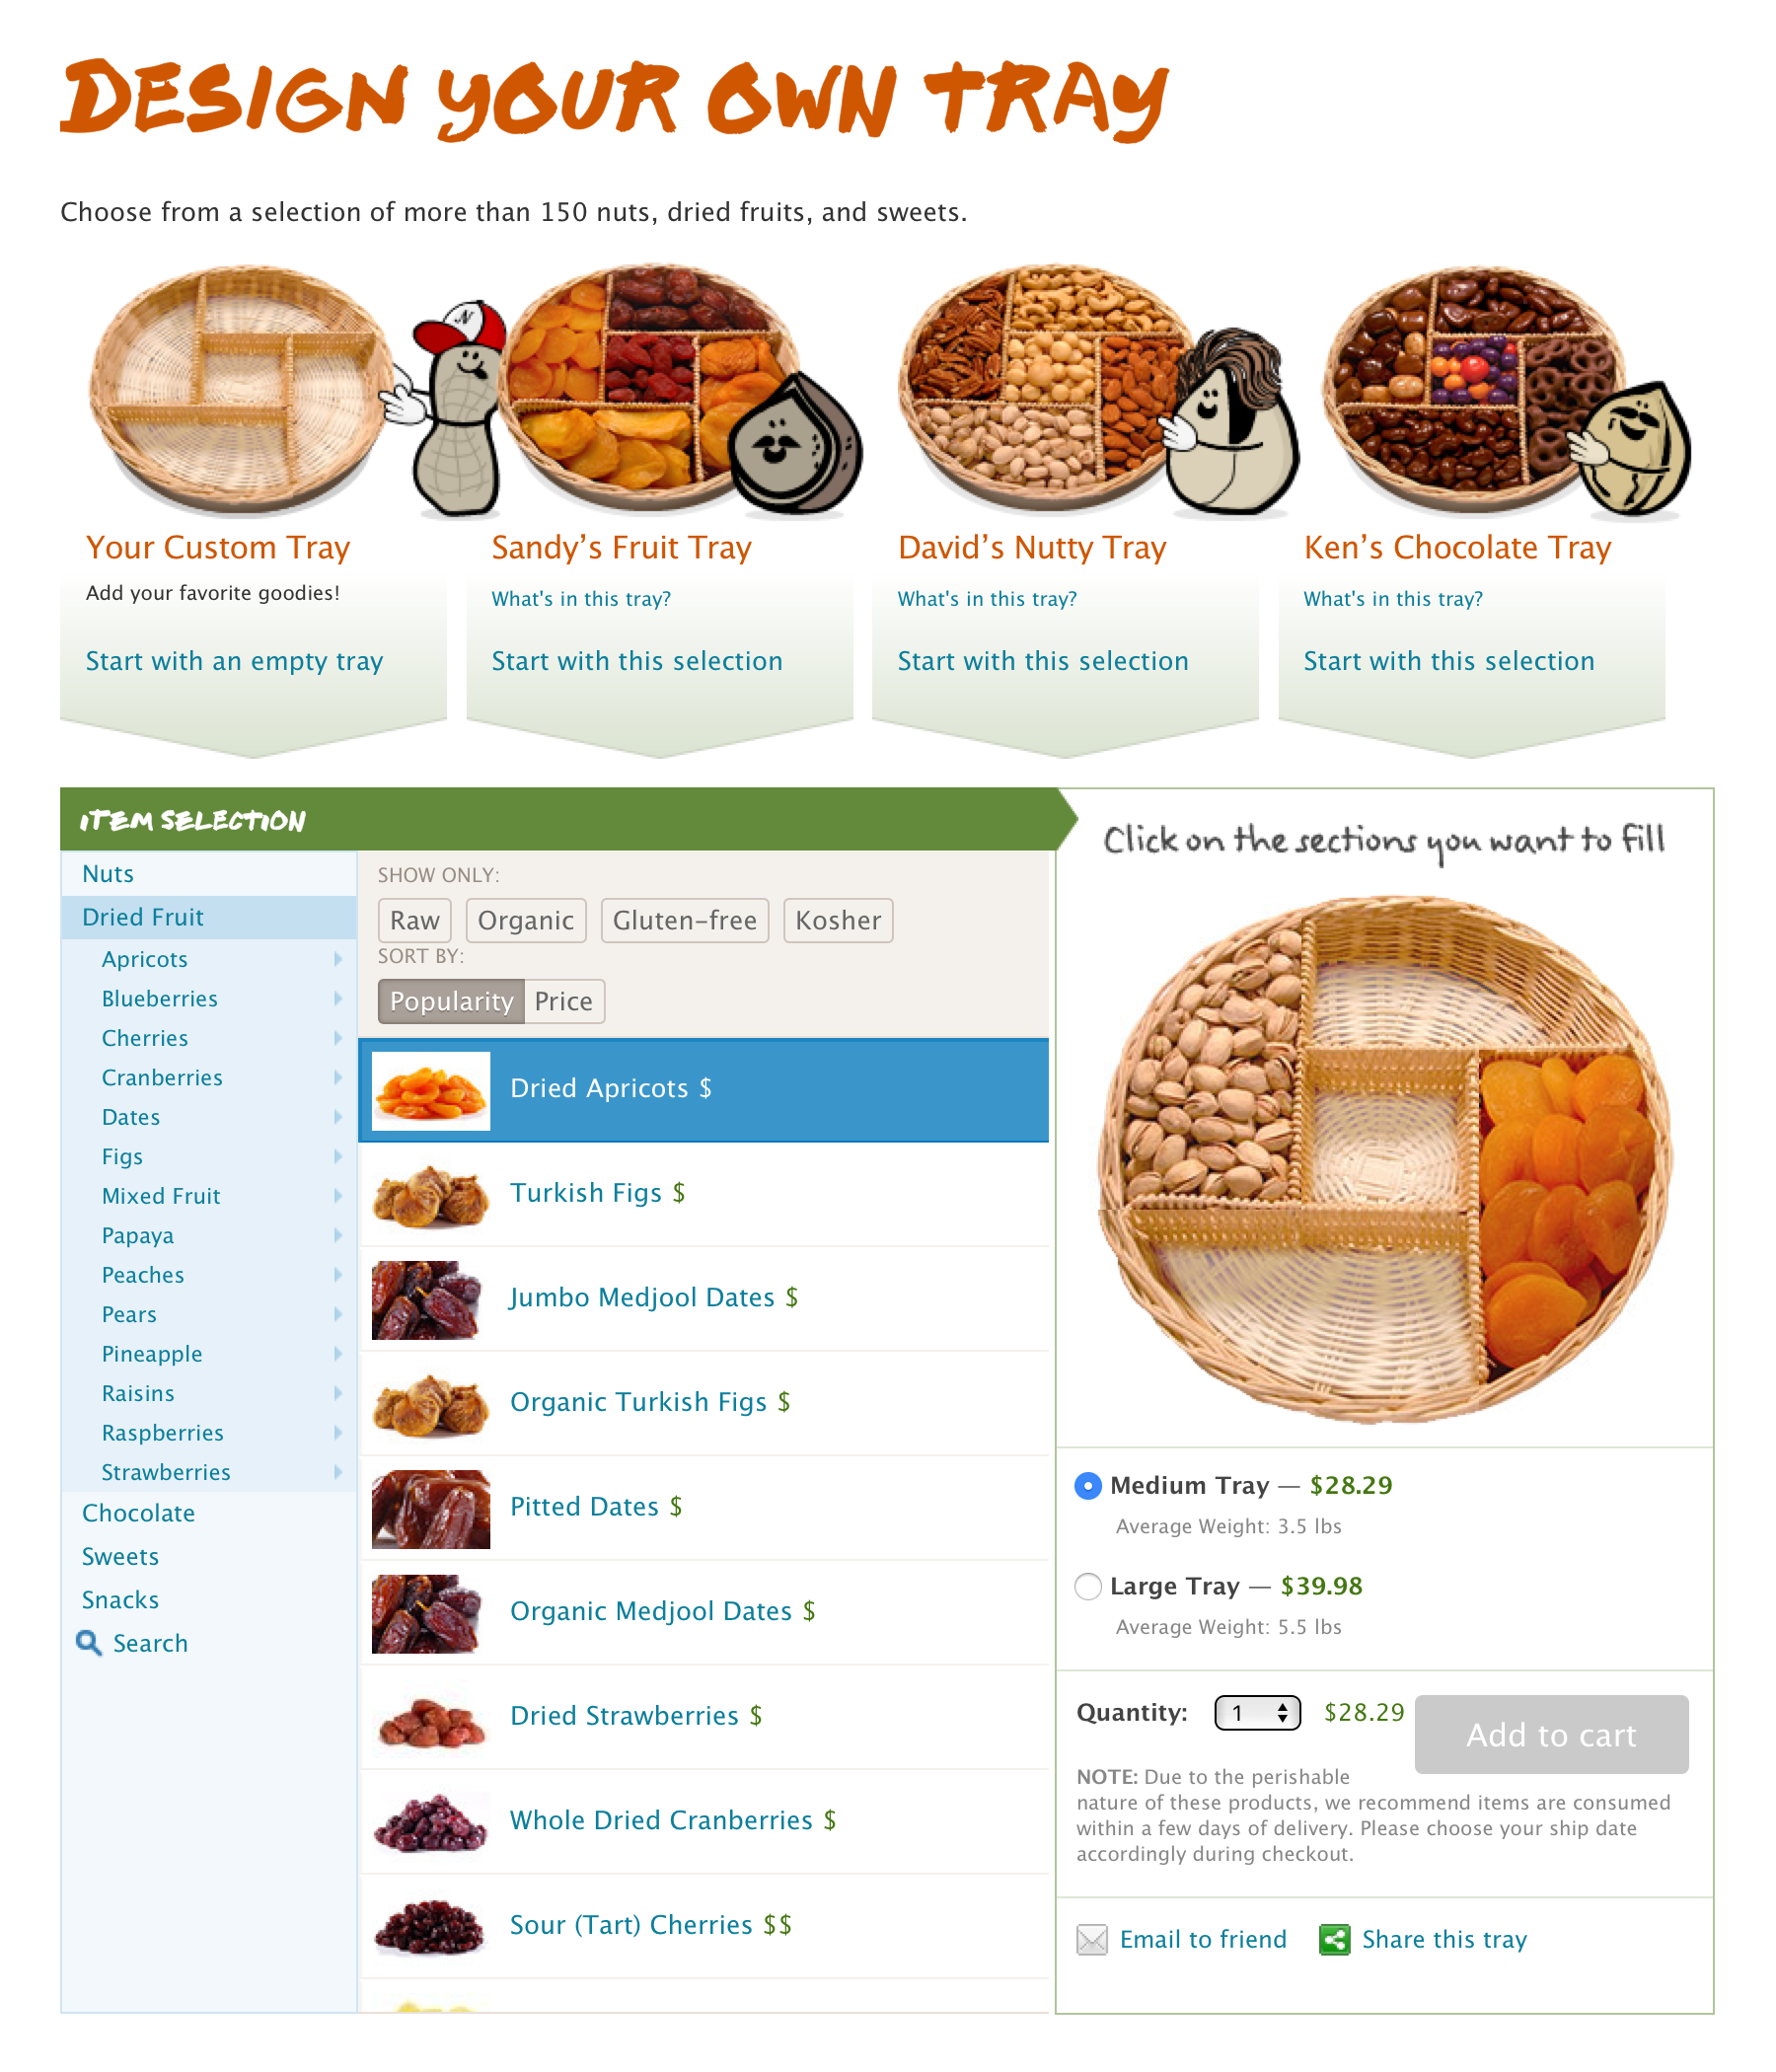 DESIGN YOUR OWN TRAY
Choose from a selection of more than 150 nuts, dried fruits, and sweets.
N
Your Custom Tray
Add your favorite goodies!
Start with an empty tray
Sandy’s Fruit Tray
What's in this tray?
Start with this selection
David’s Nutty Tray
What's in this tray?
Start with this selection
Ken’s Chocolate Tray
What's in this tray?
Start with this selection
ITEM SELECTION
Nuts
Dried Fruit
Apricots
Blueberries
Cherries
Cranberries
Dates
Figs
Mixed Fruit
Papaya
Peaches
Pears
Pineapple
Raisins
Raspberries
Strawberries
Chocolate
Sweets
Snacks
Search
SHOW ONLY:
Raw Organic Gluten-free Kosher
SORT BY:
Popularity Price
Dried Apricots $
Turkish Figs $
Jumbo Medjool Dates $
Organic Turkish Figs $
Pitted Dates $
Organic Medjool Dates $
Dried Strawberries $
Whole Dried Cranberries $
Sour (Tart) Cherries $$
Click on the sections you want to fill
Medium Tray — $28.29
Average Weight: 3.5 lbs
Large Tray — $39.98
Average Weight: 5.5 lbs
Quantity: 1 $28.29 Add to cart
NOTE: Due to the perishable
nature of these products, we recommend items are consumed
within a few days of delivery. Please choose your ship date
accordingly during checkout.
Email to friend Share this tray